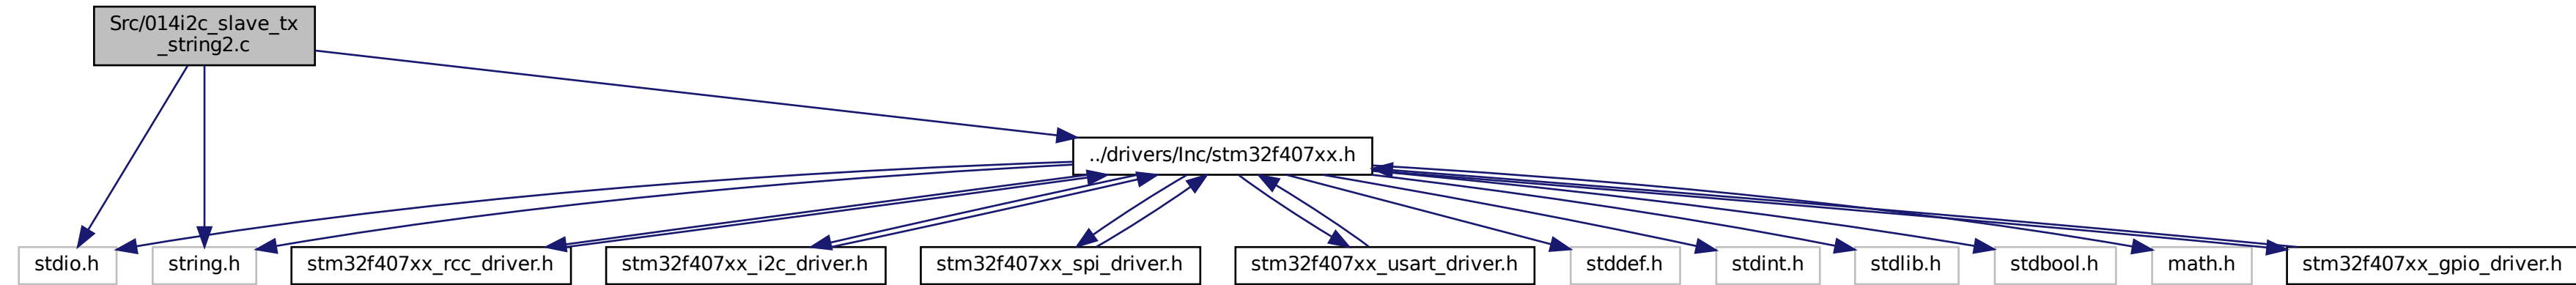 Src/014i2c_slave_tx
_string2.c
../drivers/Inc/stm32f407xx.h
stdio.h
string.h
stm32f407xx_rcc_driver.h
stm32f407xx_i2c_driver.h
stm32f407xx_spi_driver.h
stm32f407xx_usart_driver.h
stddef.h
stdint.h
stdlib.h
stdbool.h
math.h
stm32f407xx_gpio_driver.h